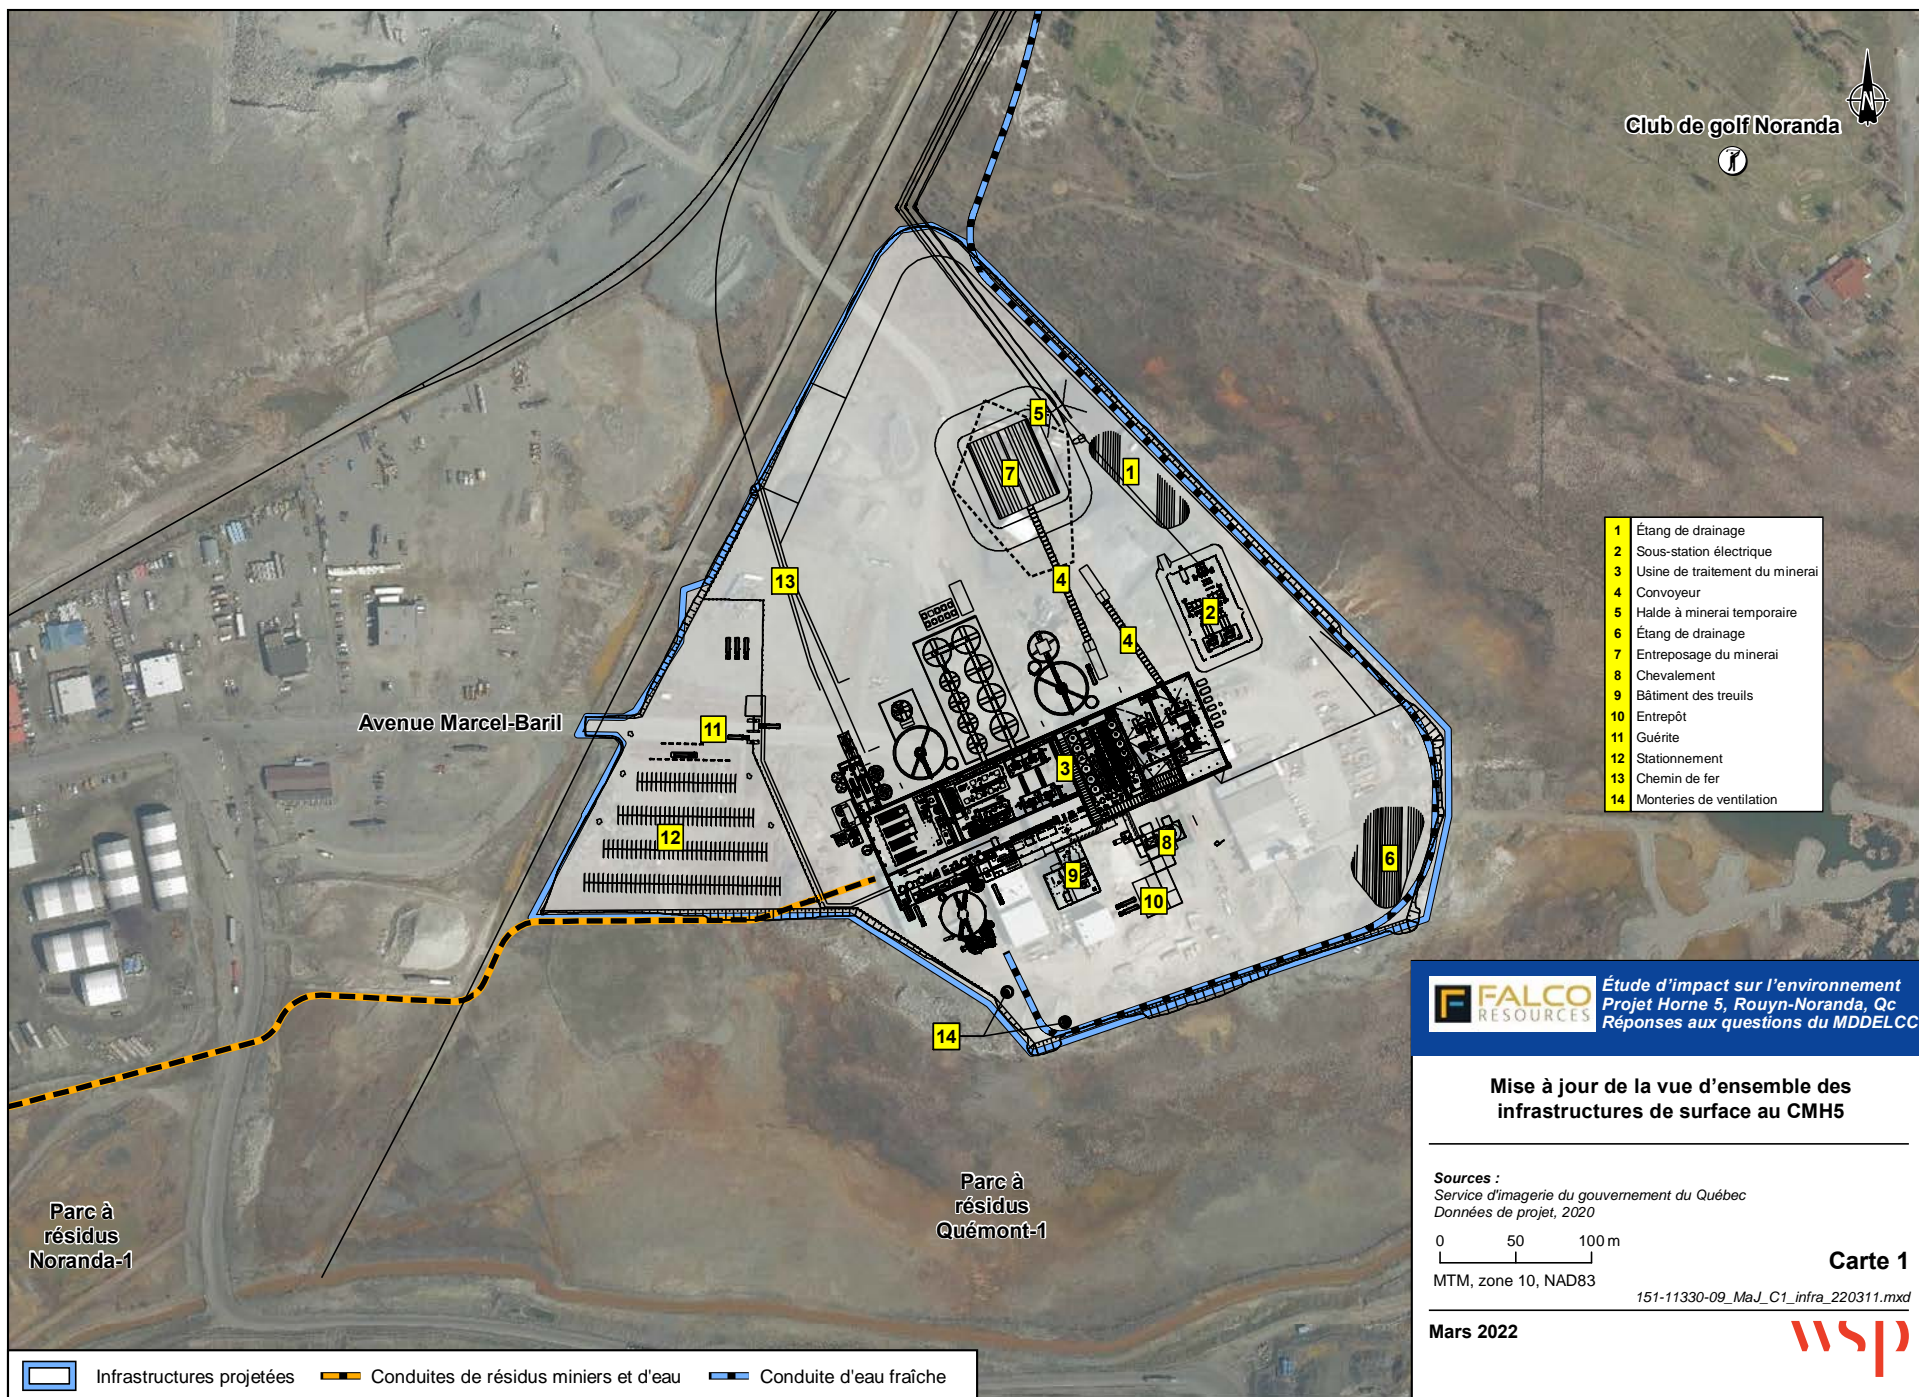 Club de golf Noranda
N
5
7
1
4
13
2
4
Avenue Marcel-Baril
11
3
12
8
9
6
10
14
1 Étang de drainage
2 Sous-station électrique
3 Usine de traitement du minerai
4 Convoyeur
5 Halde à minerai temporaire
6 Étang de drainage
7 Entreposage du minerai
8 Chevalement
9 Bâtiment des treuils
10 Entrepôt
11 Guérite
12 Stationnement
13 Chemin de fer
14 Monteries de ventilation
Parc à
résidus
Noranda-1
Parc à
résidus
Quémont-1
FALCO
RESOURCES
Étude d'impact sur l'environnement
Projet Horne 5, Rouyn-Noranda, Qc
Réponses aux questions du MDDELCC
Mise à jour de la vue d'ensemble des
infrastructures de surface au CMH5
Sources :
Service d'imagerie du gouvernement du Québec
Données de projet, 2020
0 50 100 m
MTM, zone 10, NAD83
Carte 1
151-11330-09_MaJ_C1_infra_220311.mxd
Mars 2022
wsp
Infrastructures projetées
Conduites de résidus miniers et d'eau
Conduite d'eau fraîche